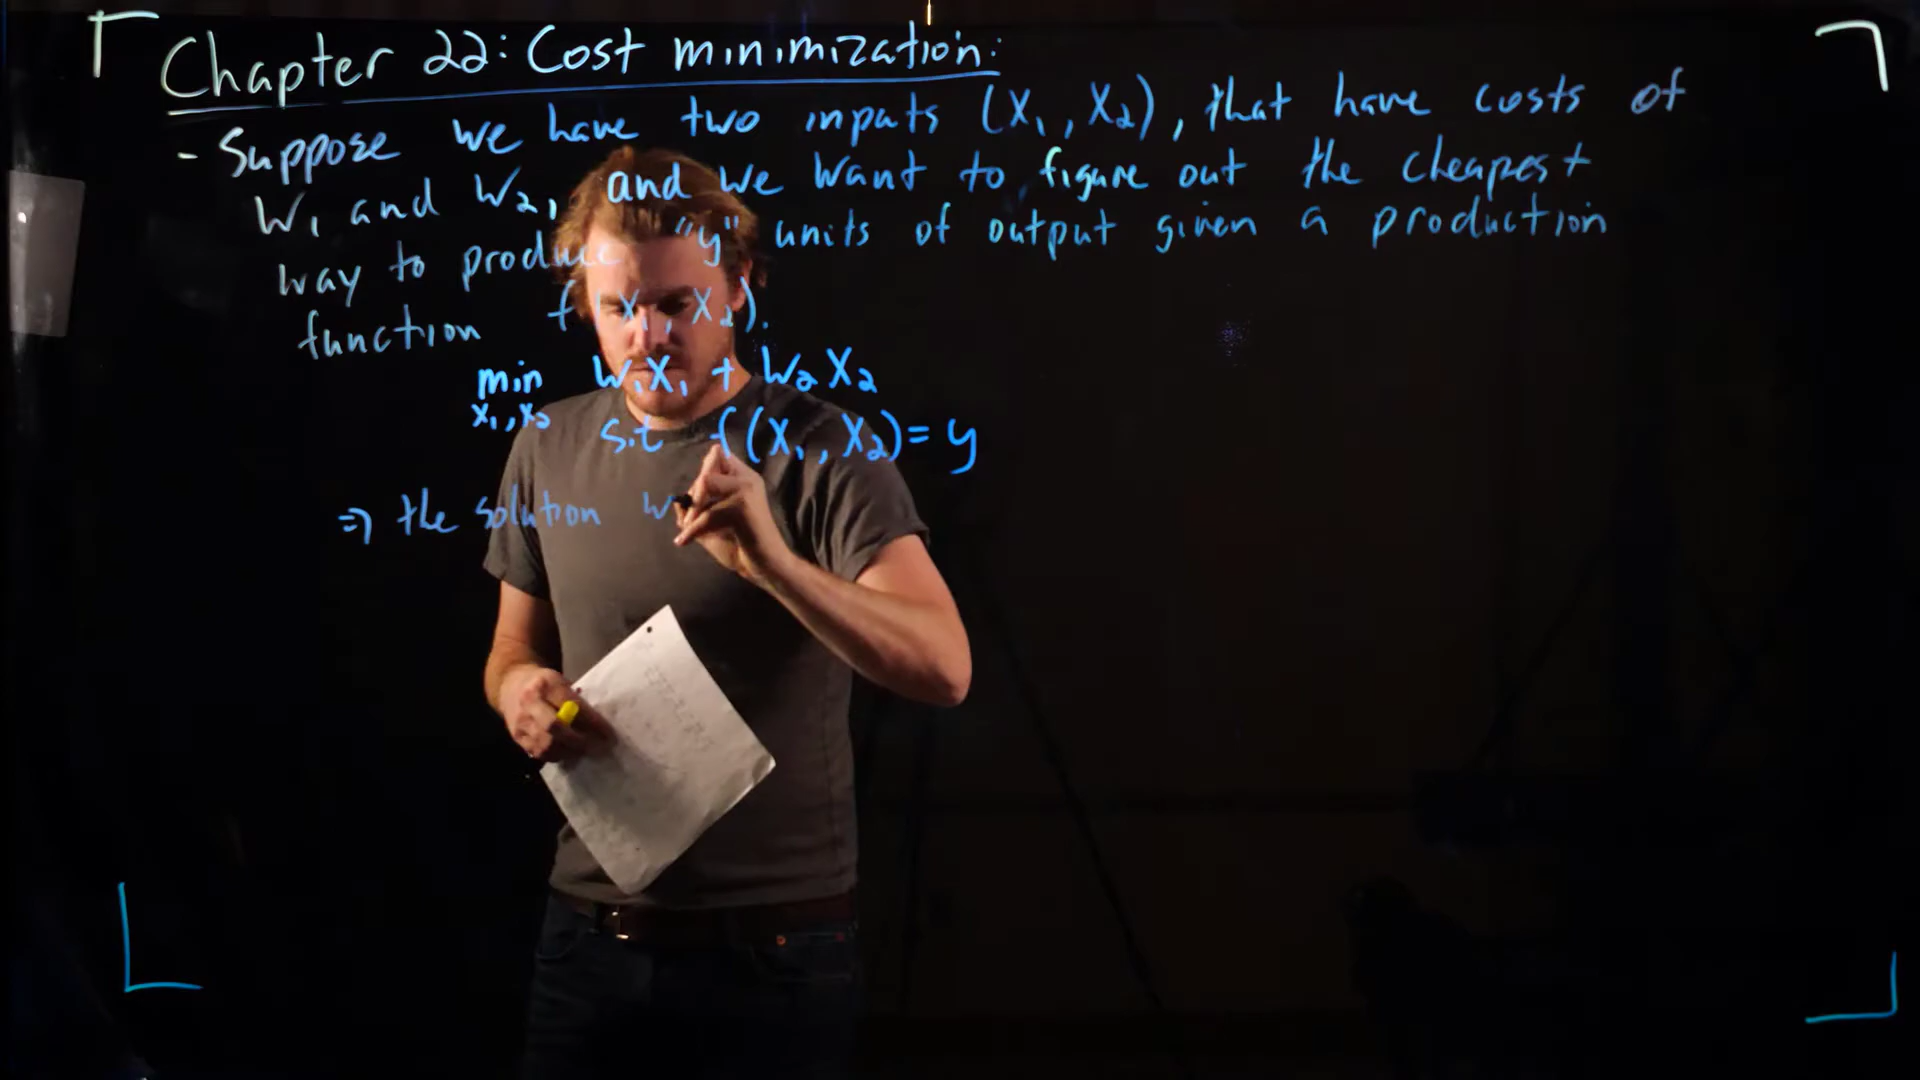 Chapter 22: Cost minimization:
- Suppose we have two inputs (X₁, X₂), that have costs of
W₁ and W₂, and we want to figure out the cheapest
way to produce "y" units of output given a production
function f(X₁, X₂).
min W₁X₁ + W₂X₂
X₁, X₂
s.t f(X₁, X₂) = y
⇒ the solution w